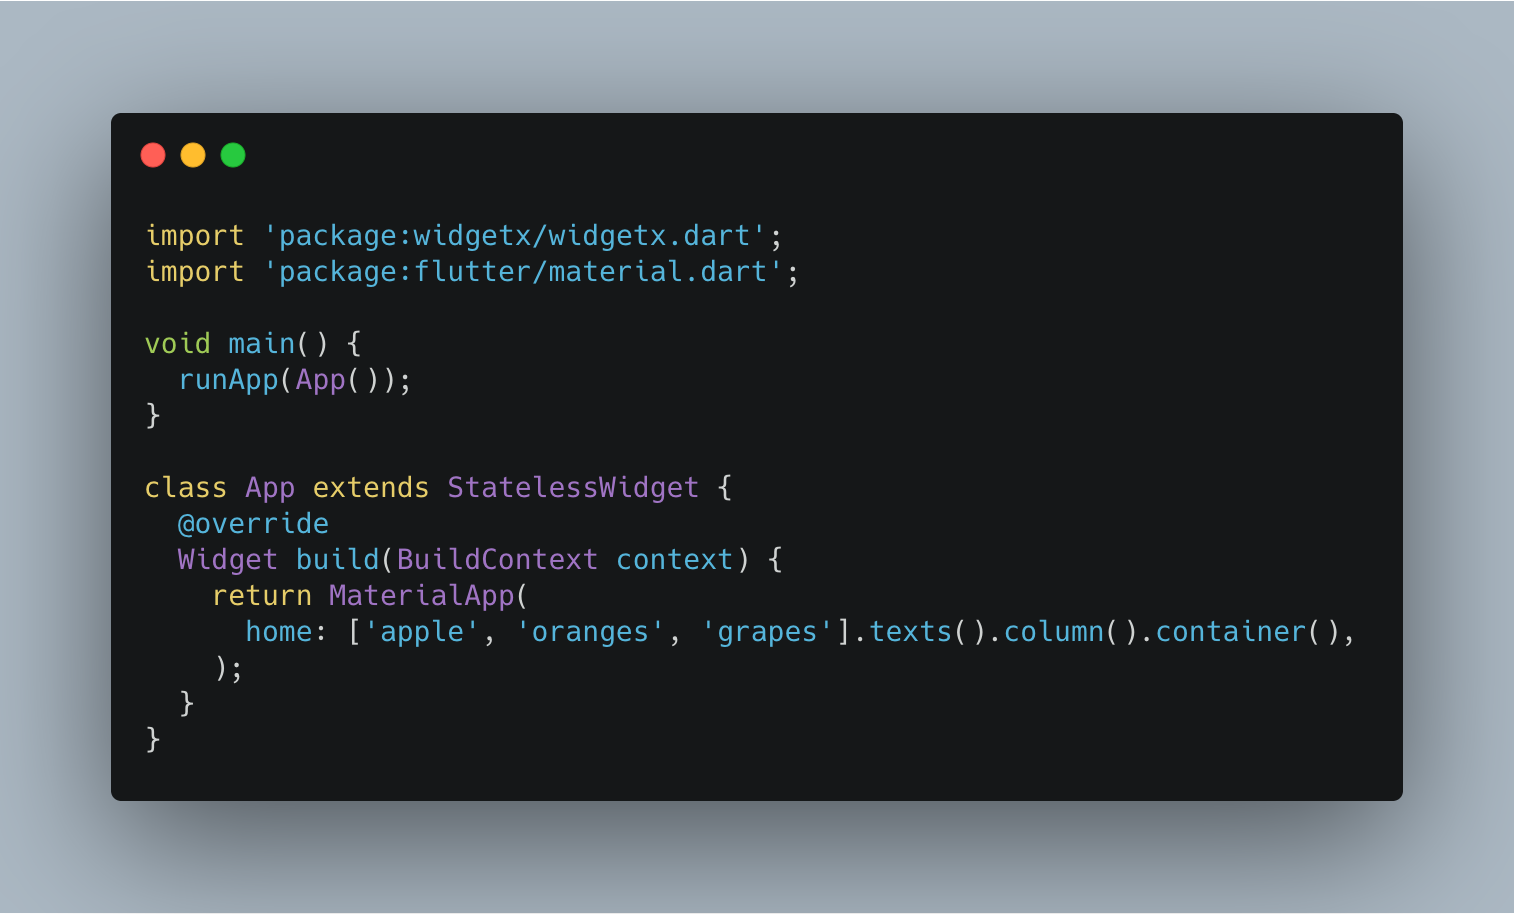 import 'package:widgetx/widgetx.dart';
import 'package:flutter/material.dart';

void main() {
  runApp(App());
}

class App extends StatelessWidget {
  @override
  Widget build(BuildContext context) {
    return MaterialApp(
      home: ['apple', 'oranges', 'grapes'].texts().column().container(),
    );
  }
}